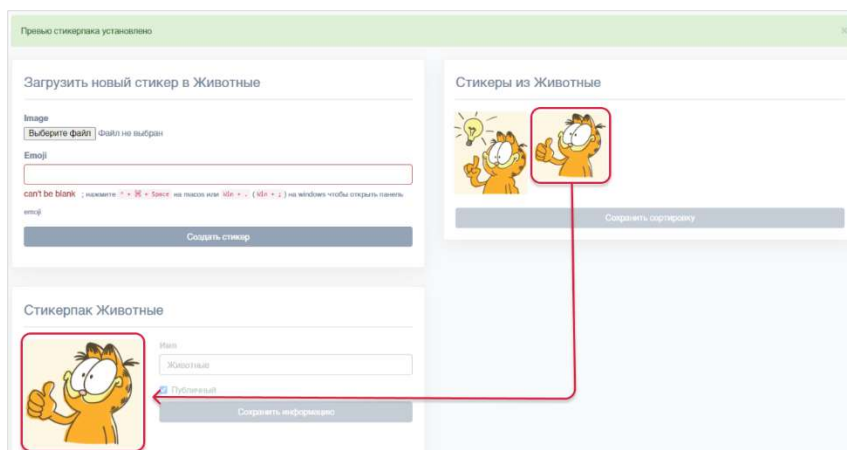 Превью стикерпака установлено
Загрузить новый стикер в Животные
Image
Выберите файл Файл не выбран
Emoji
can't be blank ; нажмите ^ + ⌘ + Space на macos или Win + . ( Win + ; ) на windows чтобы открыть панель
emoji
Создать стикер
Стикеры из Животные
Сохранить сортировку
Стикерпак Животные
Имя
Животные
Публичный
Сохранить информацию